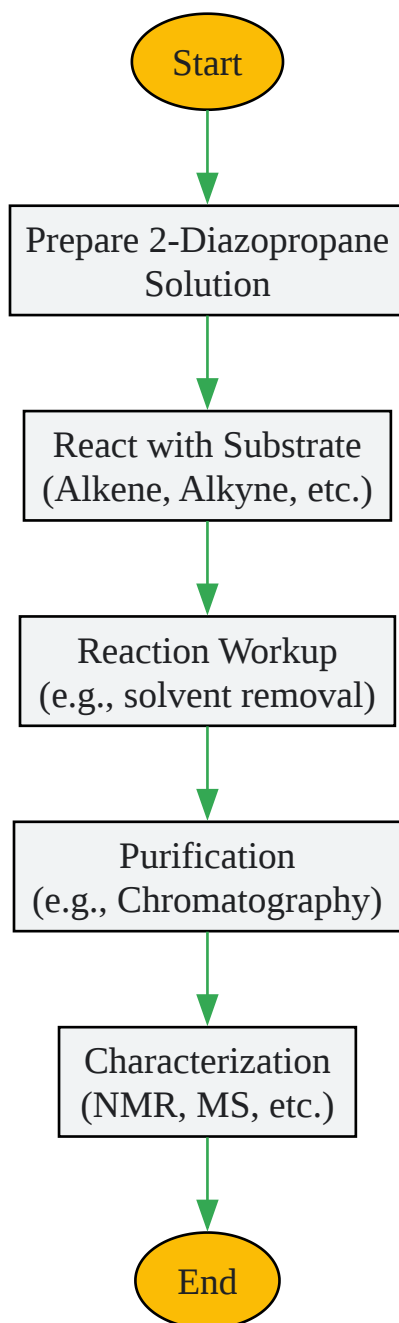 Start
Prepare 2-Diazopropane
Solution
React with Substrate
(Alkene, Alkyne, etc.)
Reaction Workup
(e.g., solvent removal)
Purification
(e.g., Chromatography)
Characterization
(NMR, MS, etc.)
End